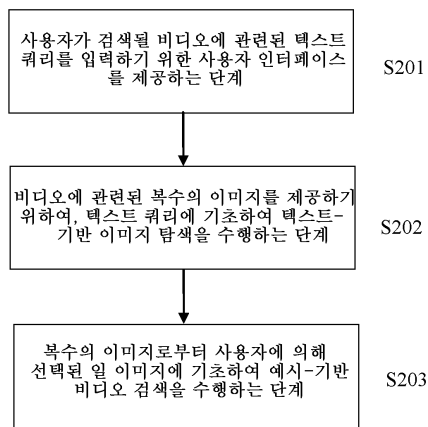 사용자가 검색될 비디오에 관련된 텍스트
쿼리를 입력하기 위한 사용자 인터페이스
를 제공하는 단계
S201
비디오에 관련된 복수의 이미지를 제공하기
위하여, 텍스트 쿼리에 기초하여 텍스트-
기반 이미지 탐색을 수행하는 단계
S202
복수의 이미지로부터 사용자에 의해
선택된 일 이미지에 기초하여 예시-기반
비디오 검색을 수행하는 단계
S203